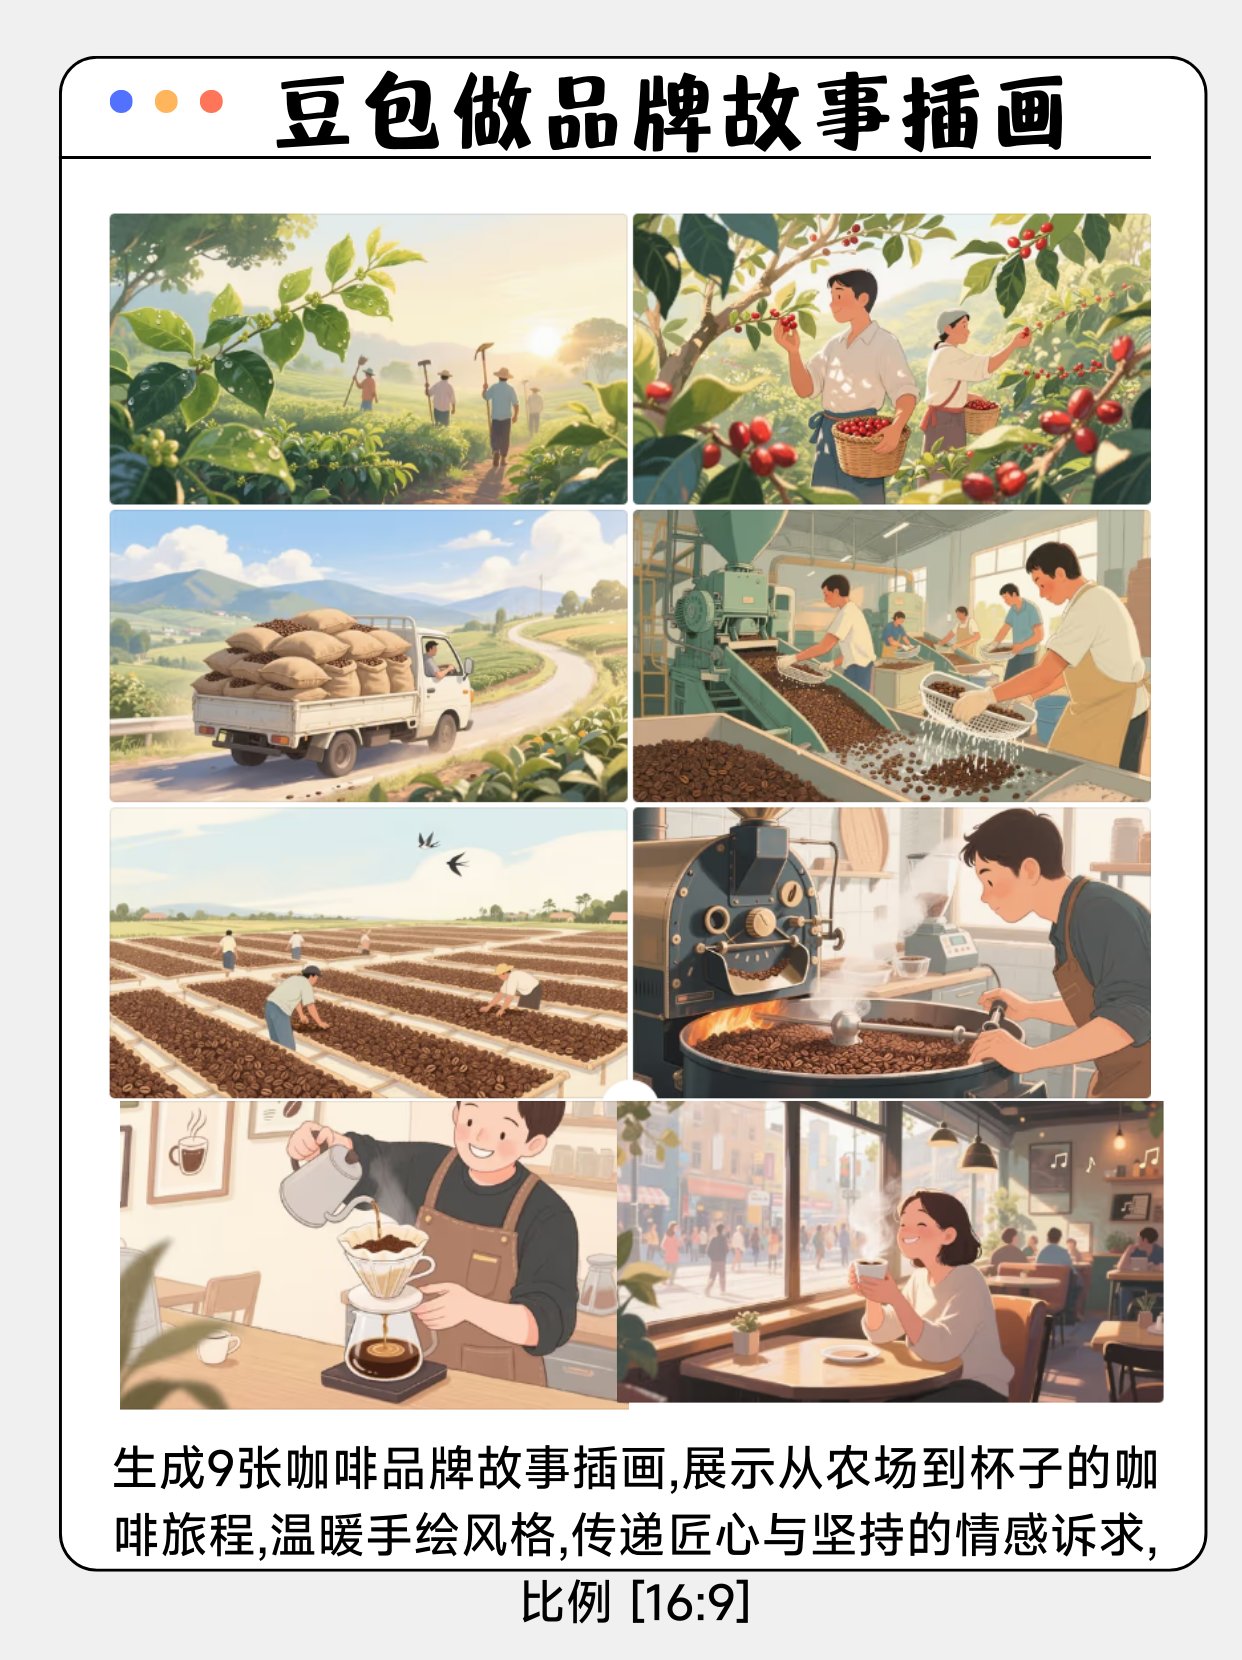 豆包做品牌故事插画
生成9张咖啡品牌故事插画,展示从农场到杯子的咖
啡旅程,温暖手绘风格,传递匠心与坚持的情感诉求,
比例 [16:9]